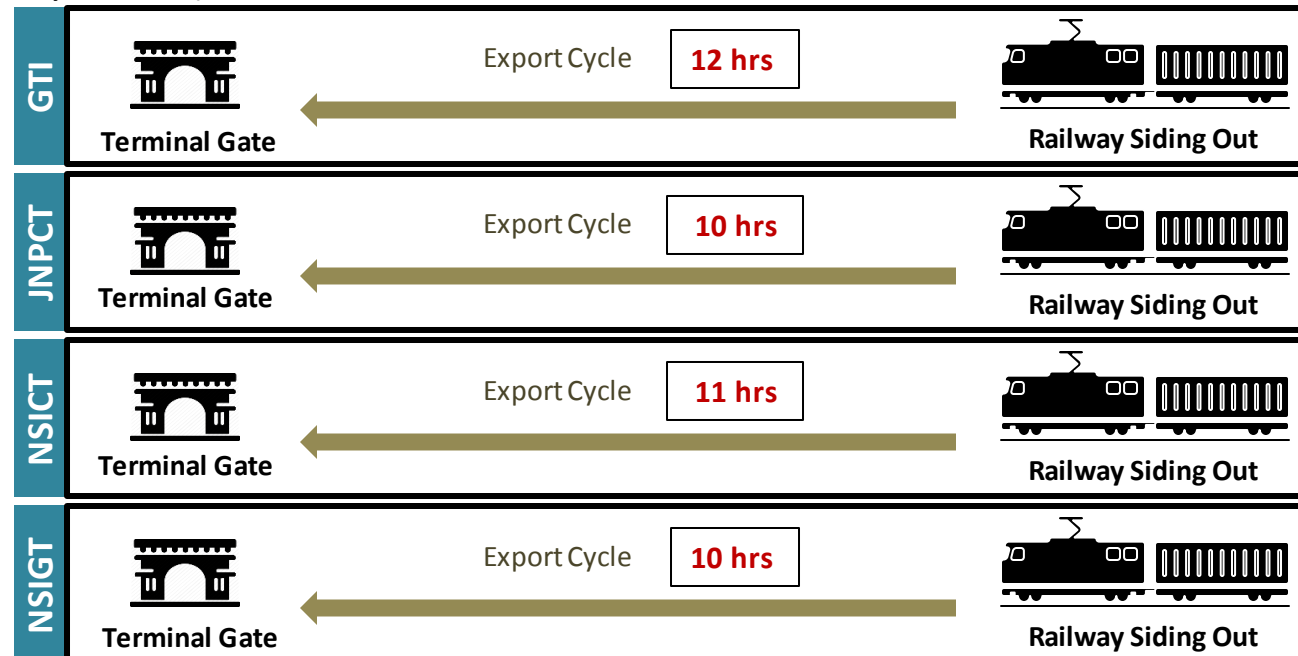 GTI
Export Cycle
12 hrs
Terminal Gate
Railway Siding Out
JNPCT
Export Cycle
10 hrs
Terminal Gate
Railway Siding Out
NSICT
Export Cycle
11 hrs
Terminal Gate
Railway Siding Out
NSIGT
Export Cycle
10 hrs
Terminal Gate
Railway Siding Out